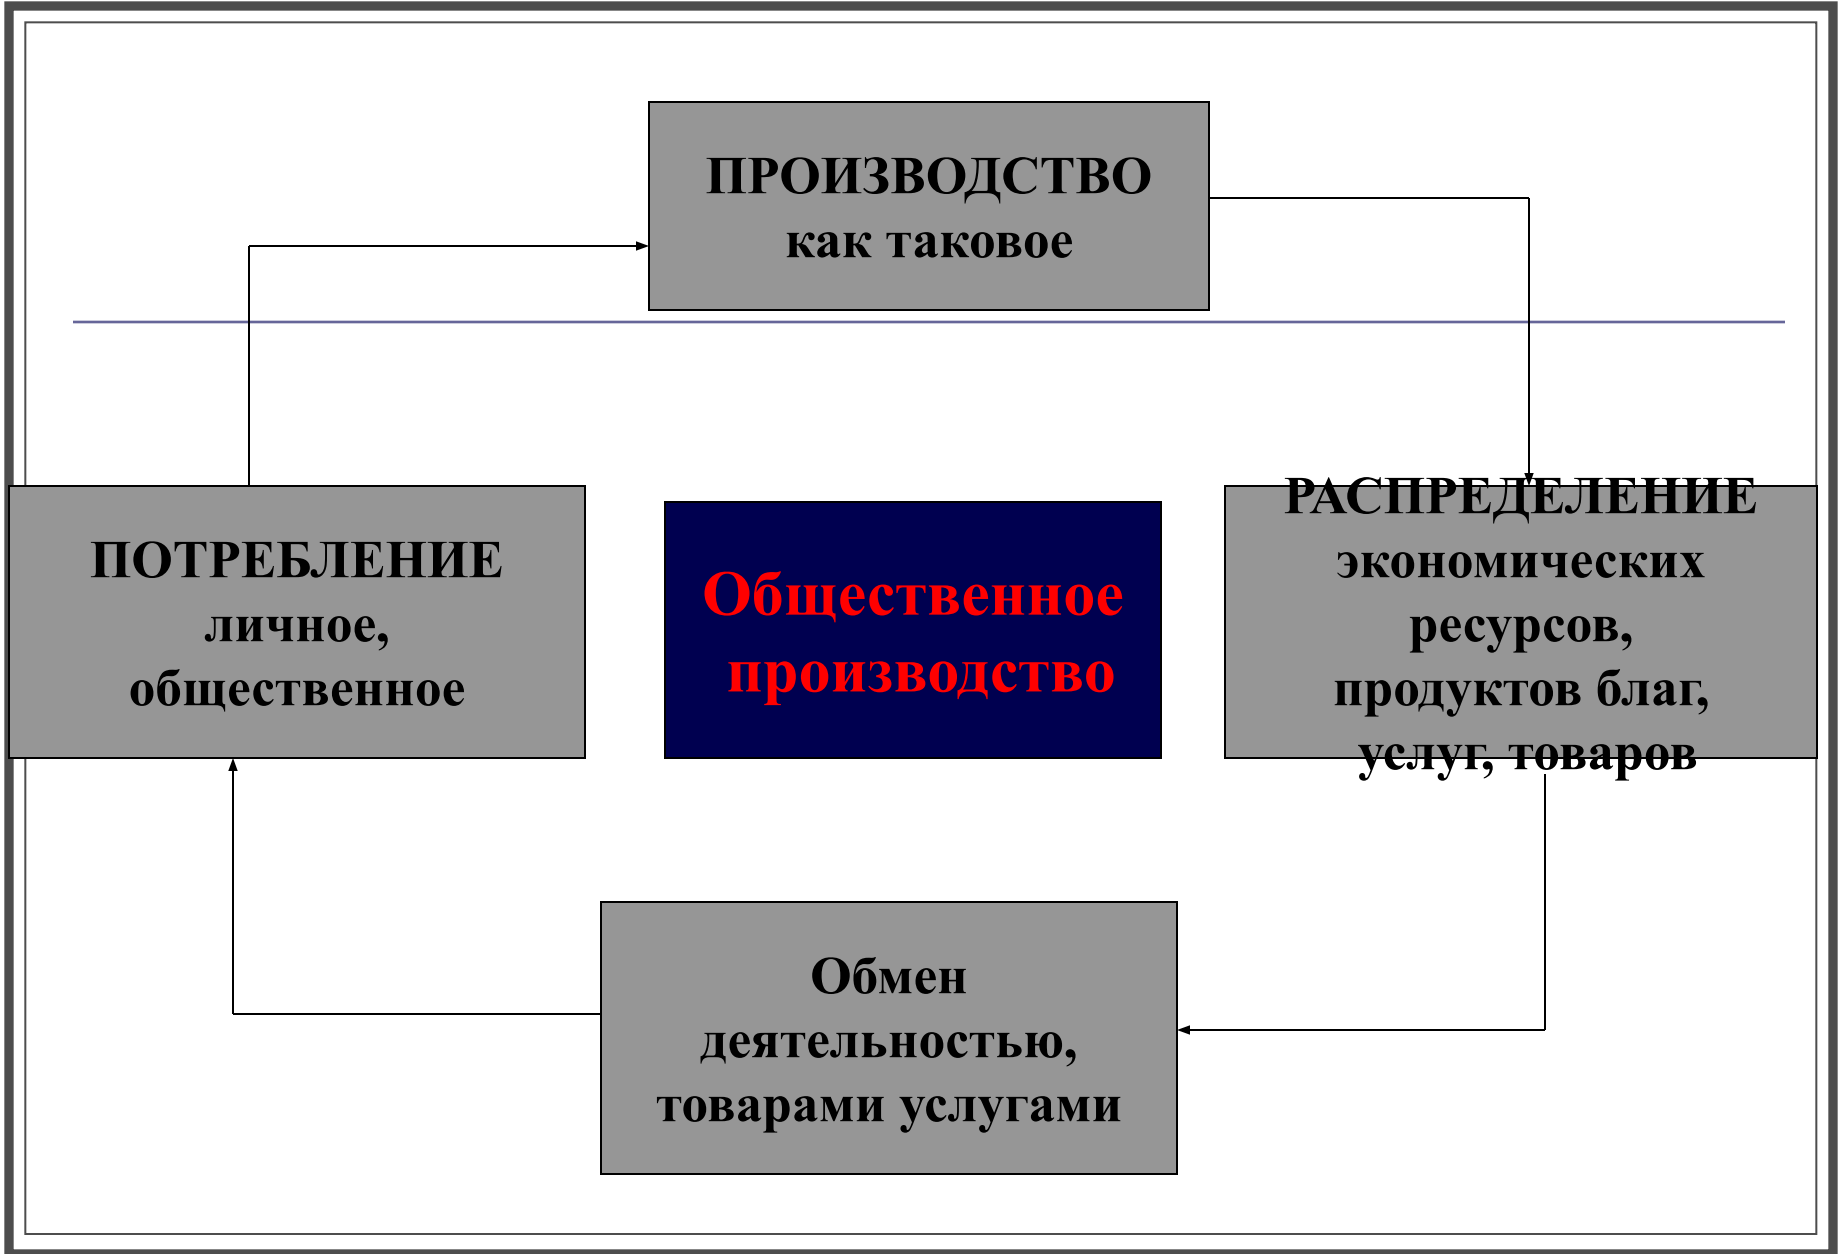 ПРОИЗВОДСТВО
как таковое
ПОТРЕБЛЕНИЕ
личное,
общественное
Общественное
производство
РАСПРЕДЕЛЕНИЕ
экономических
ресурсов,
продуктов благ,
услуг, товаров
Обмен
деятельностью,
товарами услугами